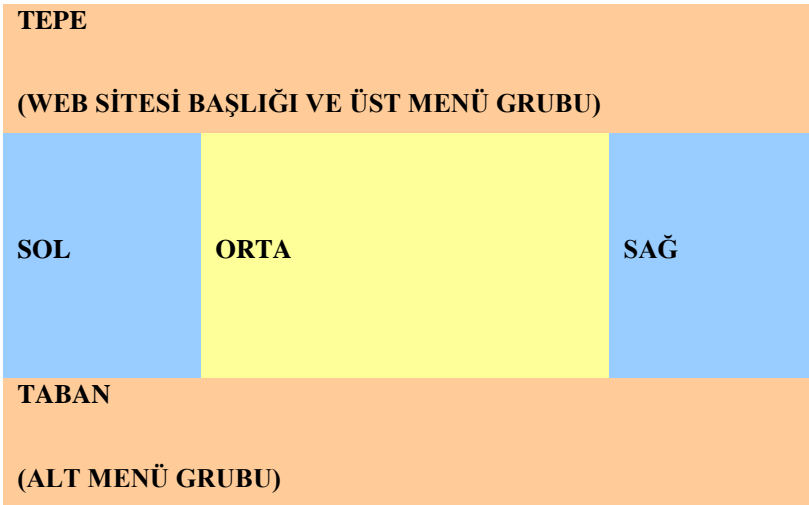 TEPE
(WEB SİTESİ BAŞLIĞI VE ÜST MENÜ GRUBU)
SOL
ORTA
SAĞ
TABAN
(ALT MENÜ GRUBU)